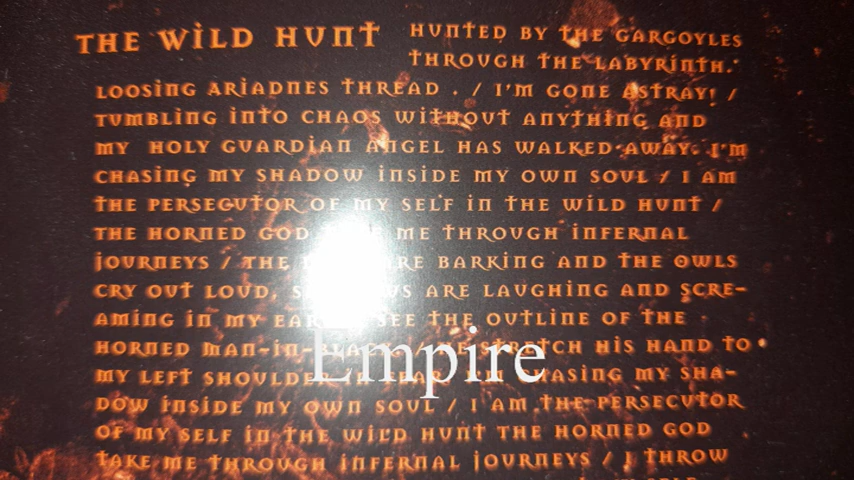 THE WILD HUNT
HUNTED BY THE GARGOYLES
THROUGH THE LABYRINTH.
LOOSING ARIADNES THREAD . / I'M GONE ASTRAY! /
TUMBLING INTO CHAOS WITHOUT ANYTHING AND
MY HOLY GUARDIAN ANGEL HAS WALKED AWAY. I'M
CHASING MY SHADOW INSIDE MY OWN SOUL / I AM
THE PERSECUTOR OF MY SELF IN THE WILD HUNT /
THE HORNED GOD ME THROUGH INFERNAL
JOURNEYS / THE BARKING AND THE OWLS
CRY OUT LOUD, ARE LAUGHING AND SCRE-
AMING IN MY SEE THE OUTLINE OF THE
HORNED MAN-IN- STRETCH HIS HAND TO
MY LEFT MY SHA-
DOW INSIDE MY OWN SOUL / I AM THE PERSECUTOR
OF MY SELF IN THE WILD HUNT THE HORNED GOD
TAKE ME THROUGH INFERNAL JOURNEYS / I THROW
Empire